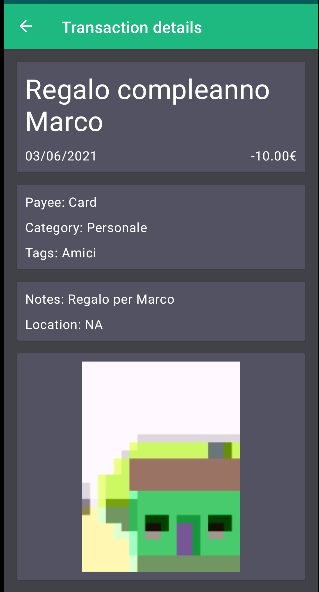 Transaction details
Regalo compleanno
Marco
03/06/2021 -10.00€
Payee: Card
Category: Personale
Tags: Amici
Notes: Regalo per Marco
Location: NA